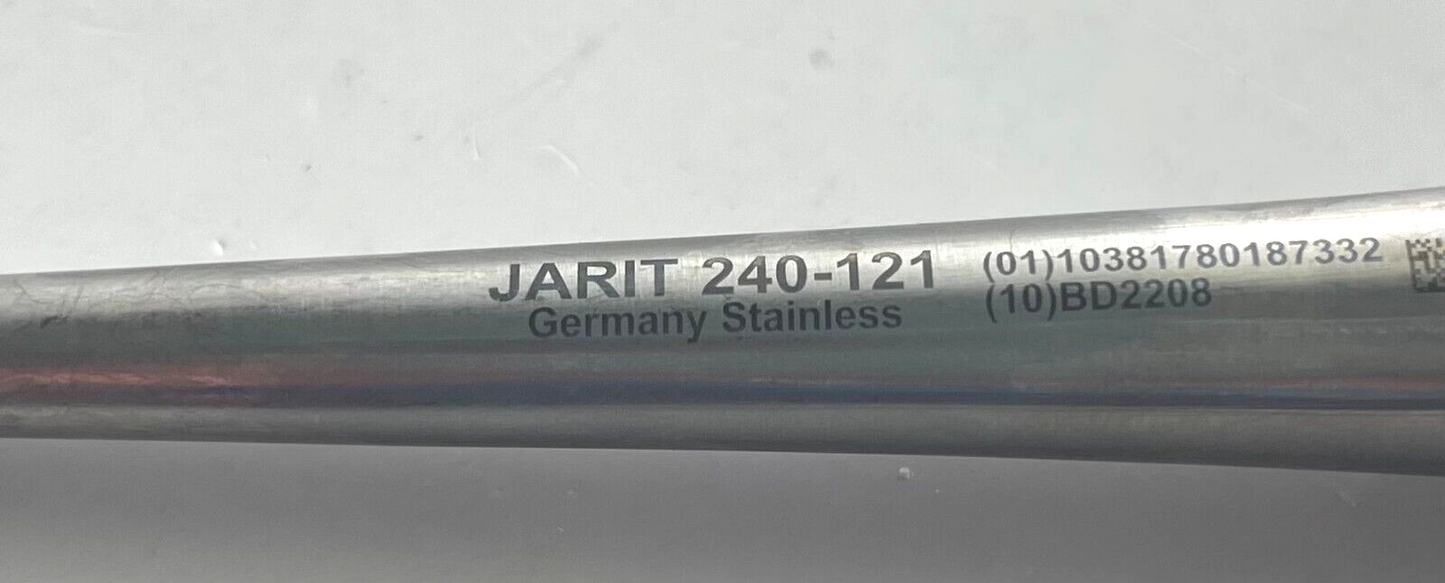 JARIT 240-121
Germany Stainless
(01)10381780187332
(10)BD2208